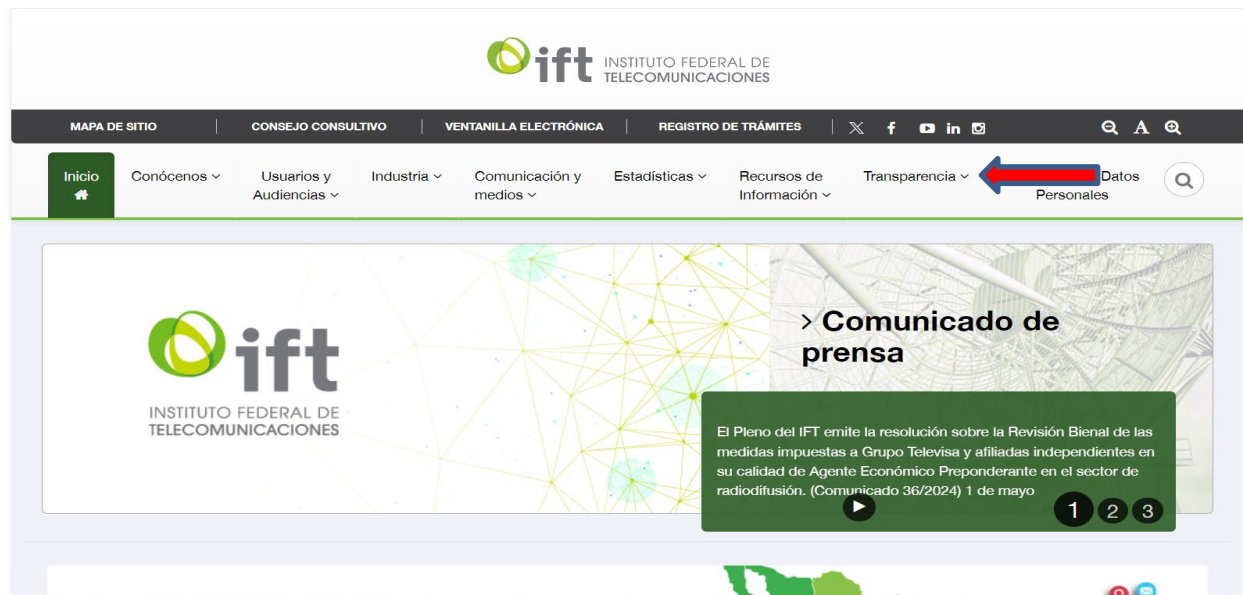 ift INSTITUTO FEDERAL DE
TELECOMUNICACIONES
MAPA DE SITIO CONSEJO CONSULTIVO VENTANILLA ELECTRÓNICA REGISTRO DE TRÁMITES A
Inicio Conócenos Usuarios y Audiencias Industria Comunicación y medios Estadísticas Recursos de Información Transparencia Datos Personales
ift
INSTITUTO FEDERAL DE
TELECOMUNICACIONES
> Comunicado de
prensa
El Pleno del IFT emite la resolución sobre la Revisión Bienal de las
medidas impuestas a Grupo Televisa y afiliadas independientes en
su calidad de Agente Económico Preponderante en el sector de
radiodifusión. (Comunicado 36/2024) 1 de mayo
1 2 3